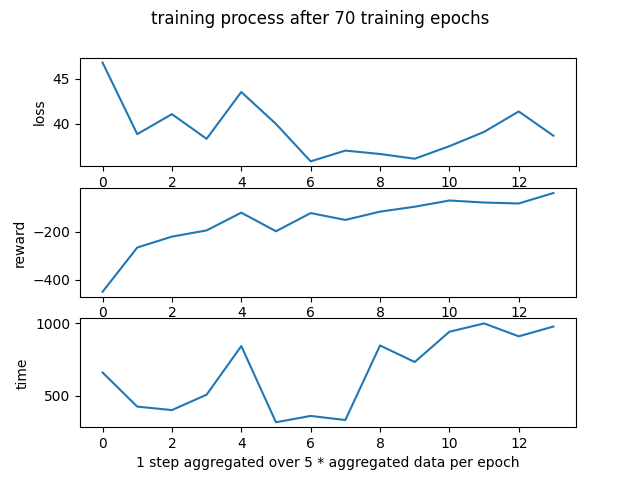 training process after 70 training epochs
45
40
loss
0 2 4 6 8 10 12
−200
−400
reward
0 2 4 6 8 10 12
1000
500
time
0 2 4 6 8 10 12
1 step aggregated over 5 * aggregated data per epoch